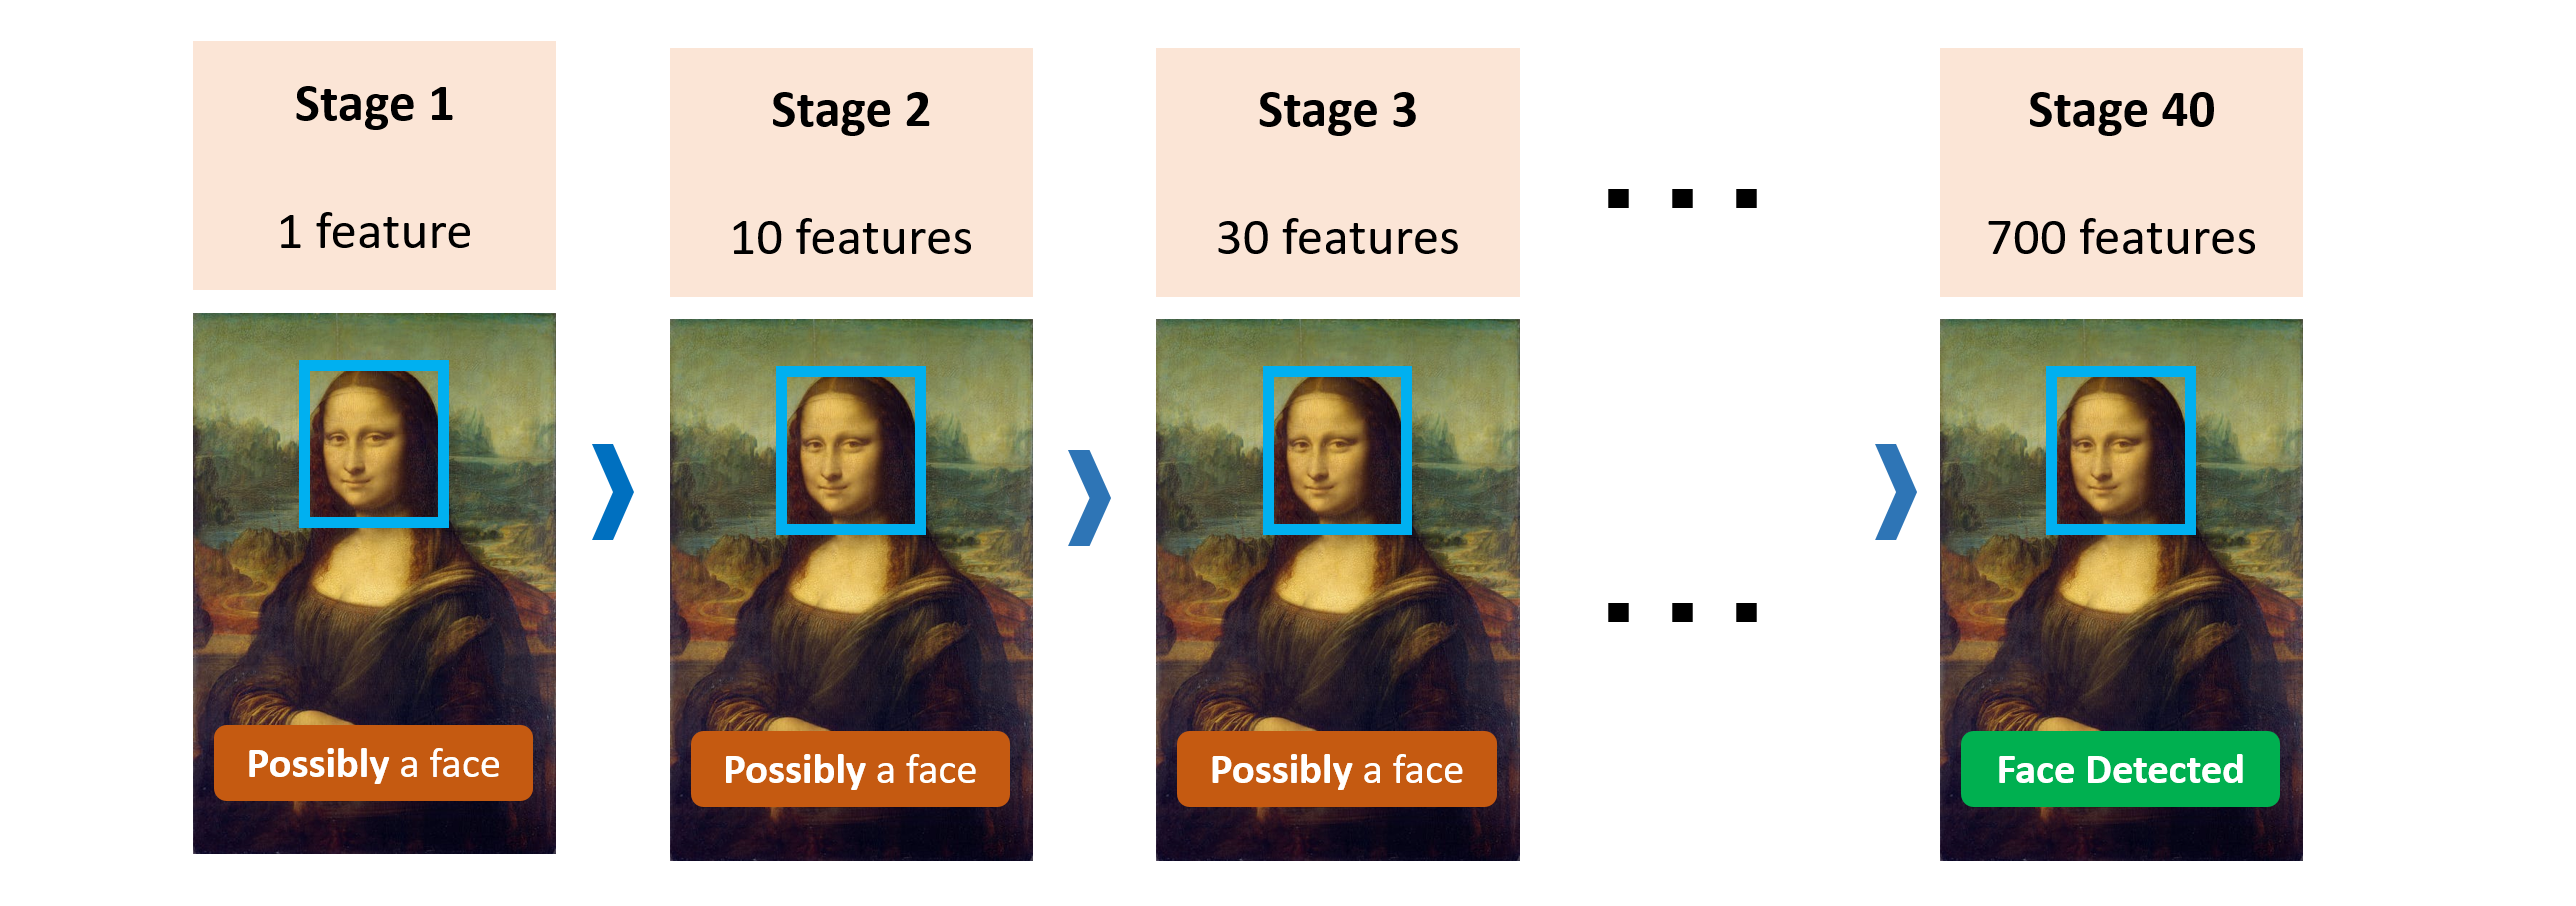 Stage 1
1 feature
Stage 2
10 features
Stage 3
30 features
. . .
Stage 40
700 features
Possibly a face
Possibly a face
Possibly a face
. . .
Face Detected